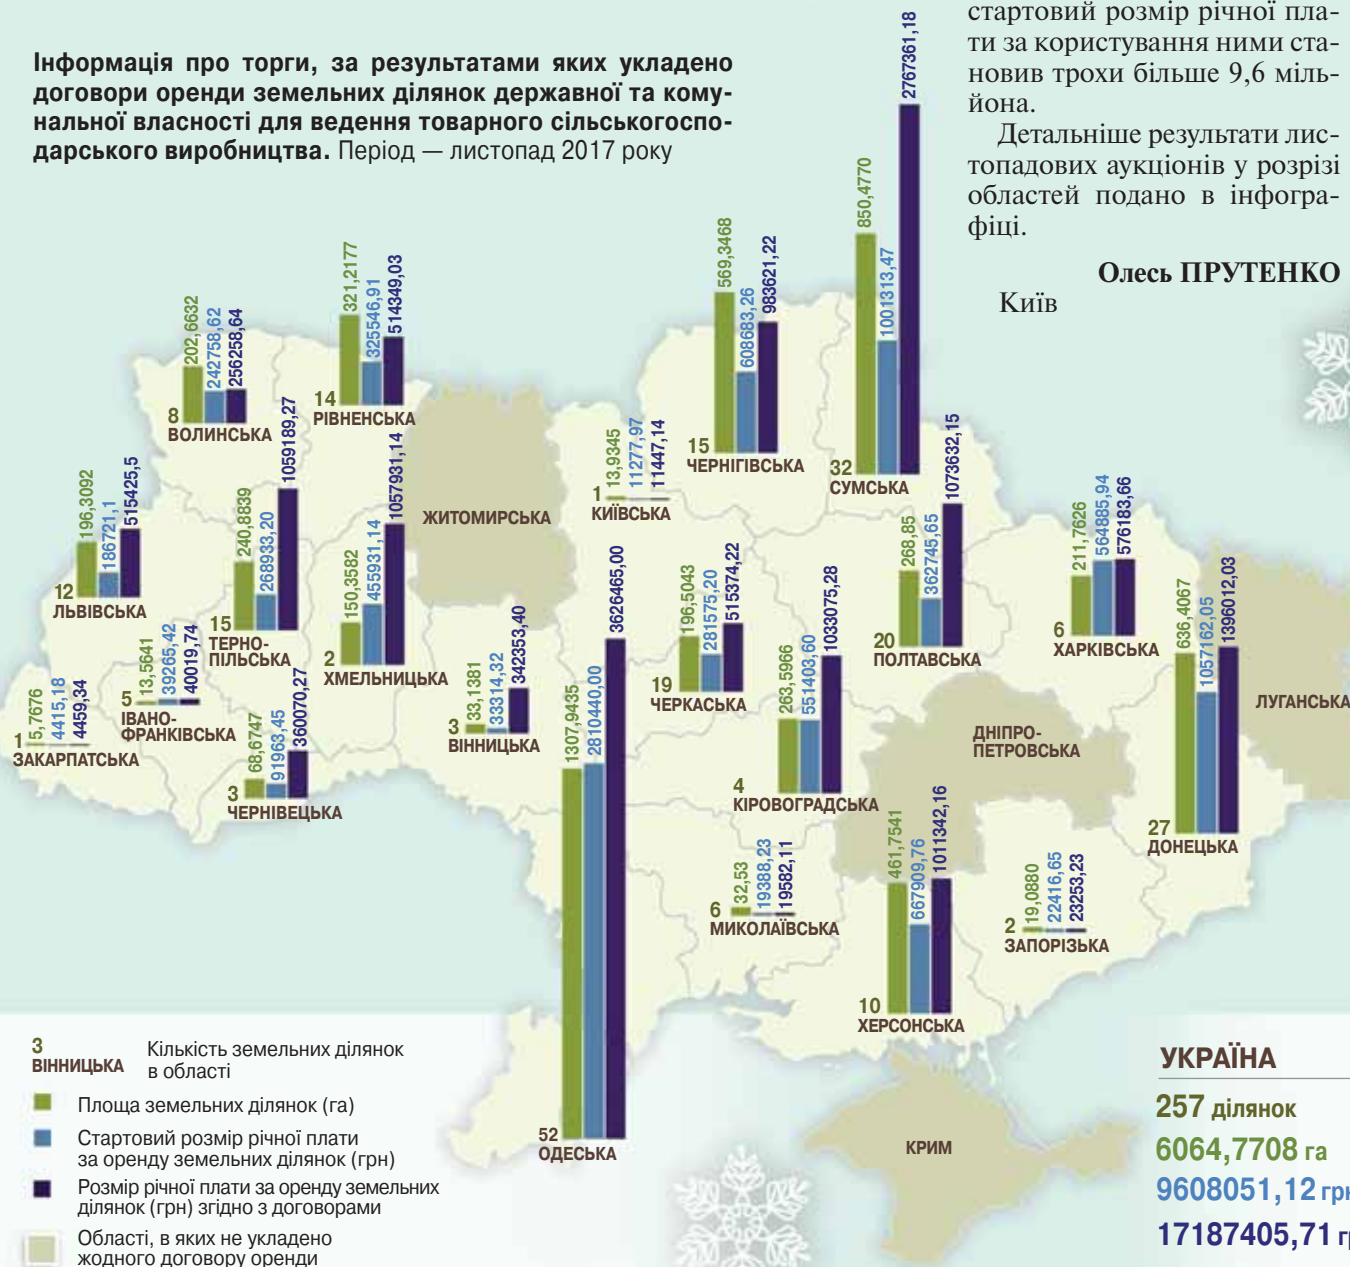 Інформація про торги, за результатами яких укладено
договори оренди земельних ділянок державної та кому-
нальної власності для ведення товарного сільськогоспо-
дарського виробництва. Період — листопад 2017 року
стартовий розмір річної пла-
ти за користування ними ста-
новив трохи більше 9,6 міль-
йона.
Детальніше результати лис-
топадових аукціонів у розрізі
областей подано в інфогра-
фіці.
Олесь ПРУТЕНКО
Київ
202,6632
242758,62
256258,64
8
ВОЛИНСЬКА
321,2177
325546,91
514349,03
14
РІВНЕНСЬКА
ЖИТОМИРСЬКА
13,9345
11277,97
11447,14
1
КИЇВСЬКА
569,3468
608683,26
983621,22
15
ЧЕРНІГІВСЬКА
850,4770
1001313,47
2767361,18
32
СУМСЬКА
196,3092
186721,1
515425,5
12
ЛЬВІВСЬКА
240,8839
268933,20
1059189,27
15
ТЕРНО-
ПІЛЬСЬКА
150,3582
455931,14
1057931,14
2
ХМЕЛЬНИЦЬКА
5,7676
4415,18
4459,34
1
ЗАКАРПАТСЬКА
13,5641
39265,42
40019,74
5
ІВАНО-
ФРАНКІВСЬКА
68,6747
91963,45
360070,27
3
ЧЕРНІВЕЦЬКА
33,1381
33314,32
342353,40
3
ВІННИЦЬКА
1307,9435
2810440,00
3626465,00
52
ОДЕСЬКА
196,5043
281575,20
515374,22
19
ЧЕРКАСЬКА
263,5966
551403,60
1033075,28
4
КІРОВОГРАДСЬКА
268,85
362745,65
1073632,15
20
ПОЛТАВСЬКА
211,7626
564885,94
576183,66
6
ХАРКІВСЬКА
ЛУГАНСЬКА
636,4067
1057162,05
1396012,03
27
ДОНЕЦЬКА
ДНІПРО-
ПЕТРОВСЬКА
32,53
19388,23
19582,11
6
МИКОЛАЇВСЬКА
461,7541
667909,76
1011342,16
10
ХЕРСОНСЬКА
19,0880
22416,65
23253,23
2
ЗАПОРІЗЬКА
КРИМ
3
ВІННИЦЬКА
Кількість земельних ділянок
в області
Площа земельних ділянок (га)
Стартовий розмір річної плати
за оренду земельних ділянок (грн)
Розмір річної плати за оренду земельних
ділянок (грн) згідно з договорами
Області, в яких не укладено
жодного договору оренди
УКРАЇНА
257 ділянок
6064,7708 га
9608051,12 грн
17187405,71 г